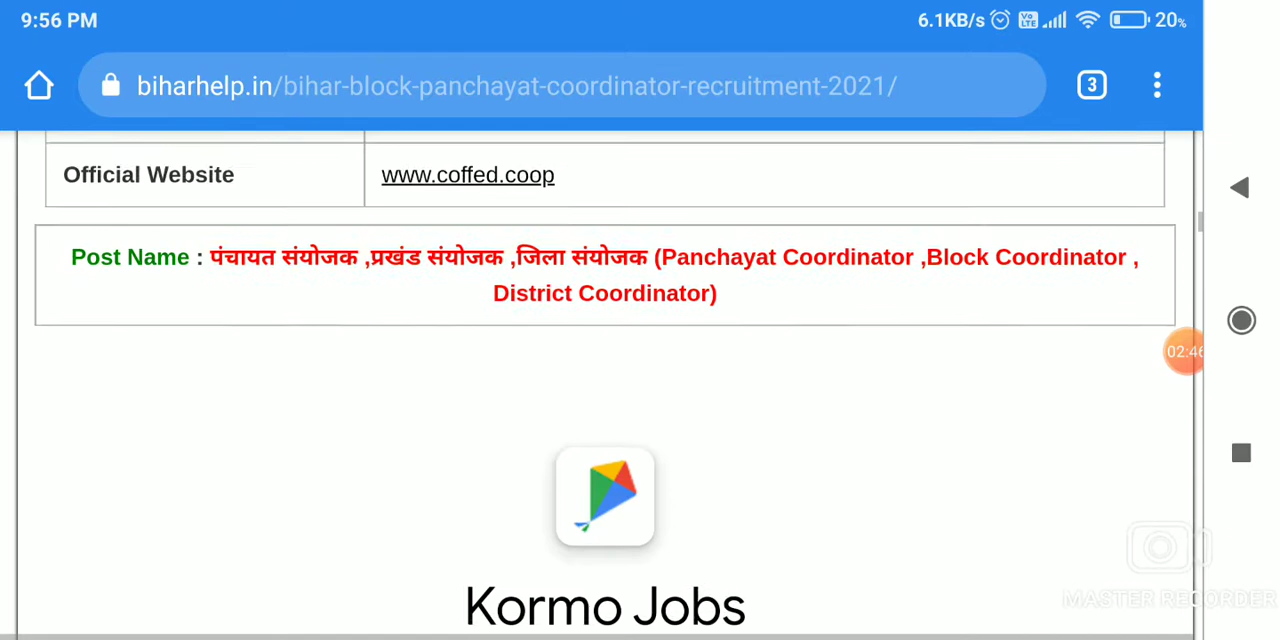 9:56 PM
6.1KB/s Vo LTE 20%
biharhelp.in/bihar-block-panchayat-coordinator-recruitment-2021/
3
Official Website www.coffed.coop
Post Name : पंचायत संयोजक ,प्रखंड संयोजक ,जिला संयोजक (Panchayat Coordinator ,Block Coordinator ,
District Coordinator)
02:46
Kormo Jobs
MASTER RECORDER